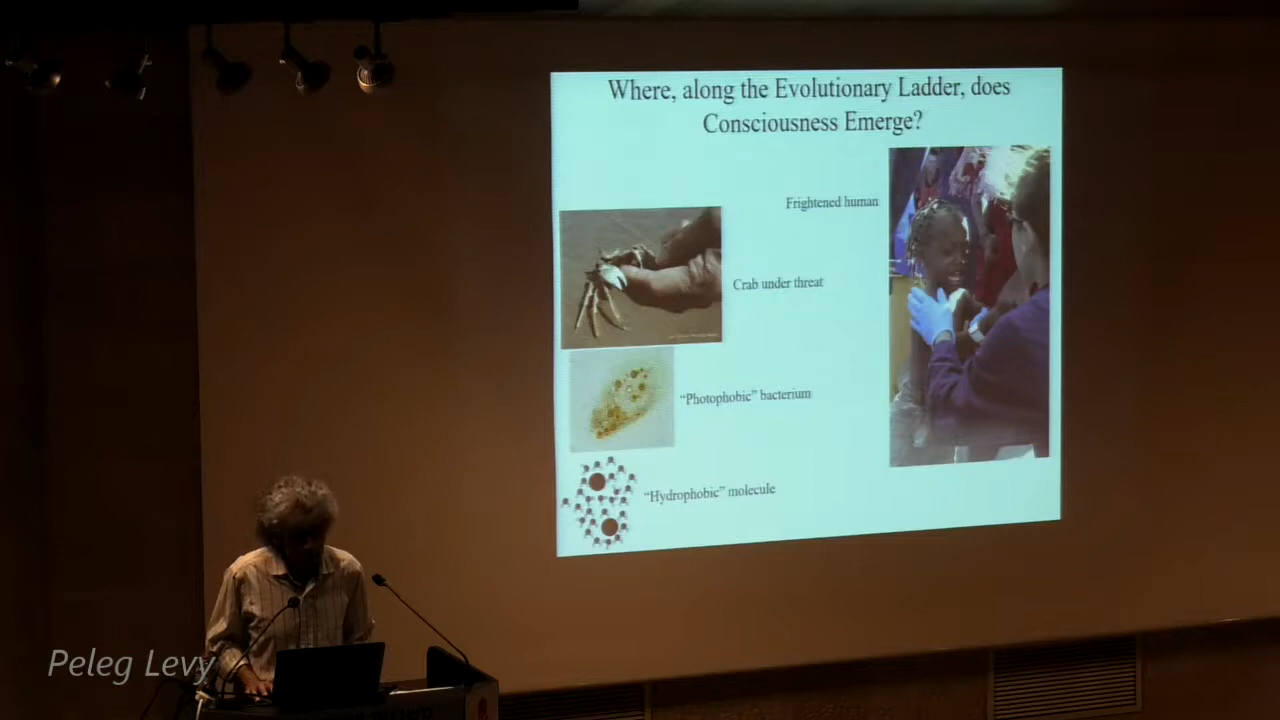 Where, along the Evolutionary Ladder, does
Consciousness Emerge?
Frightened human
Crab under threat
“Photophobic” bacterium
“Hydrophobic” molecule
Peleg Levy